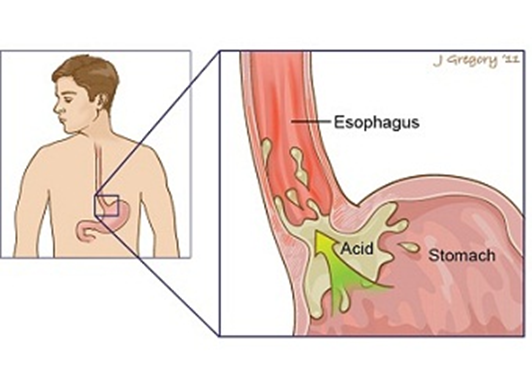 J Gregory '11
Esophagus
Acid
Stomach